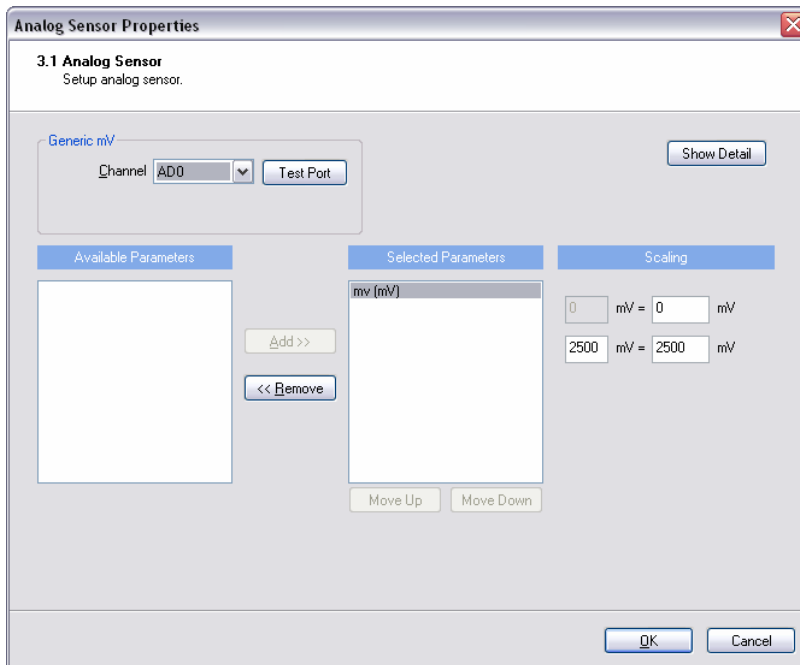 Analog Sensor Properties
3.1 Analog Sensor
Setup analog sensor.
Generic mV
Channel AD0 Test Port
Show Detail
Available Parameters
Selected Parameters
Scaling
mv (mV)
0 mV = 0 mV
Add >>
2500 mV = 2500 mV
<< Remove
Move Up Move Down
OK Cancel